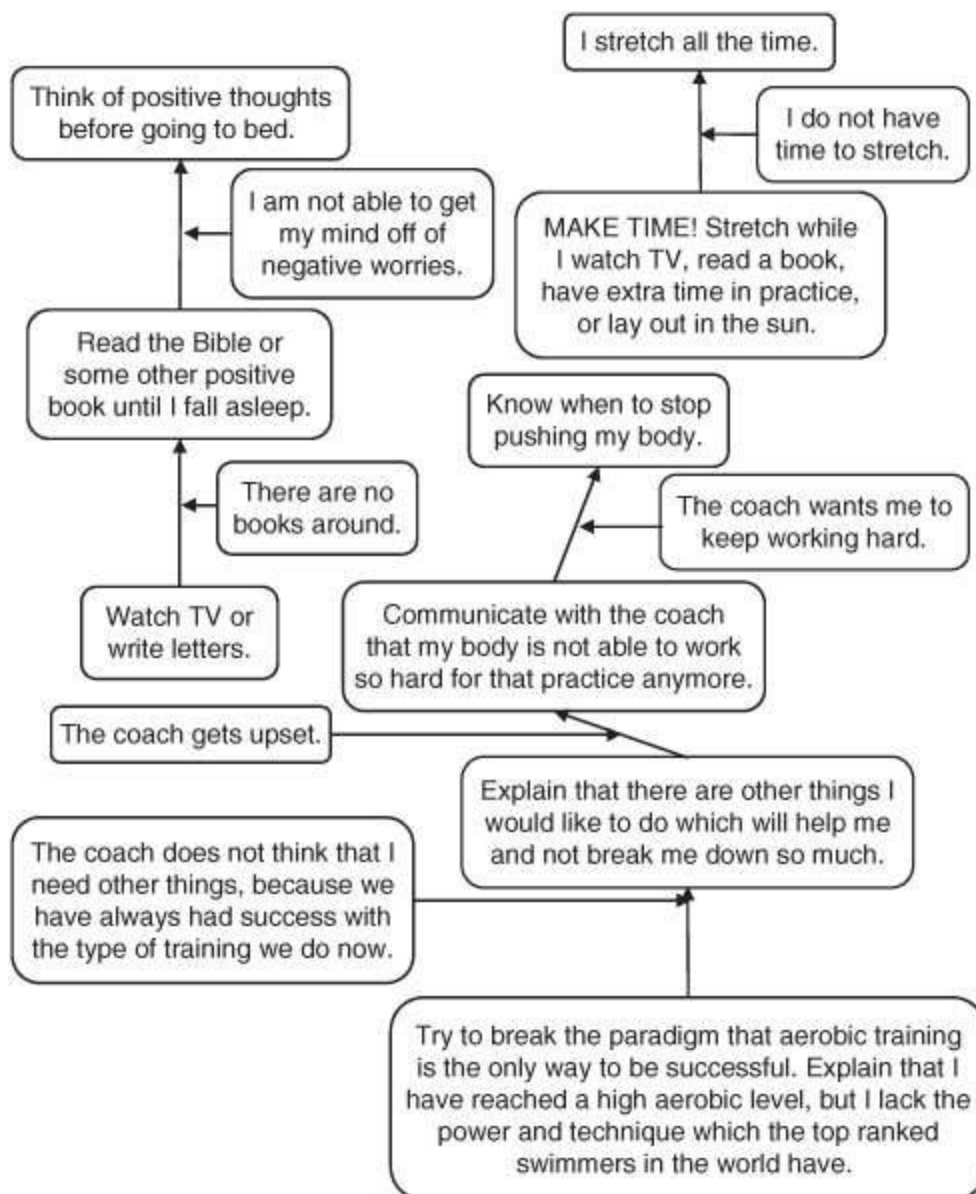 I stretch all the time.
Think of positive thoughts
before going to bed.
I do not have
time to stretch.
I am not able to get
my mind off of
negative worries.
MAKE TIME! Stretch while
I watch TV, read a book,
have extra time in practice,
or lay out in the sun.
Read the Bible or
some other positive
book until I fall asleep.
Know when to stop
pushing my body.
There are no
books around.
The coach wants me to
keep working hard.
Watch TV or
write letters.
Communicate with the coach
that my body is not able to work
so hard for that practice anymore.
The coach gets upset.
Explain that there are other things I
would like to do which will help me
and not break me down so much.
The coach does not think that I
need other things, because we
have always had success with
the type of training we do now.
Try to break the paradigm that aerobic training
is the only way to be successful. Explain that I
have reached a high aerobic level, but I lack the
power and technique which the top ranked
swimmers in the world have.